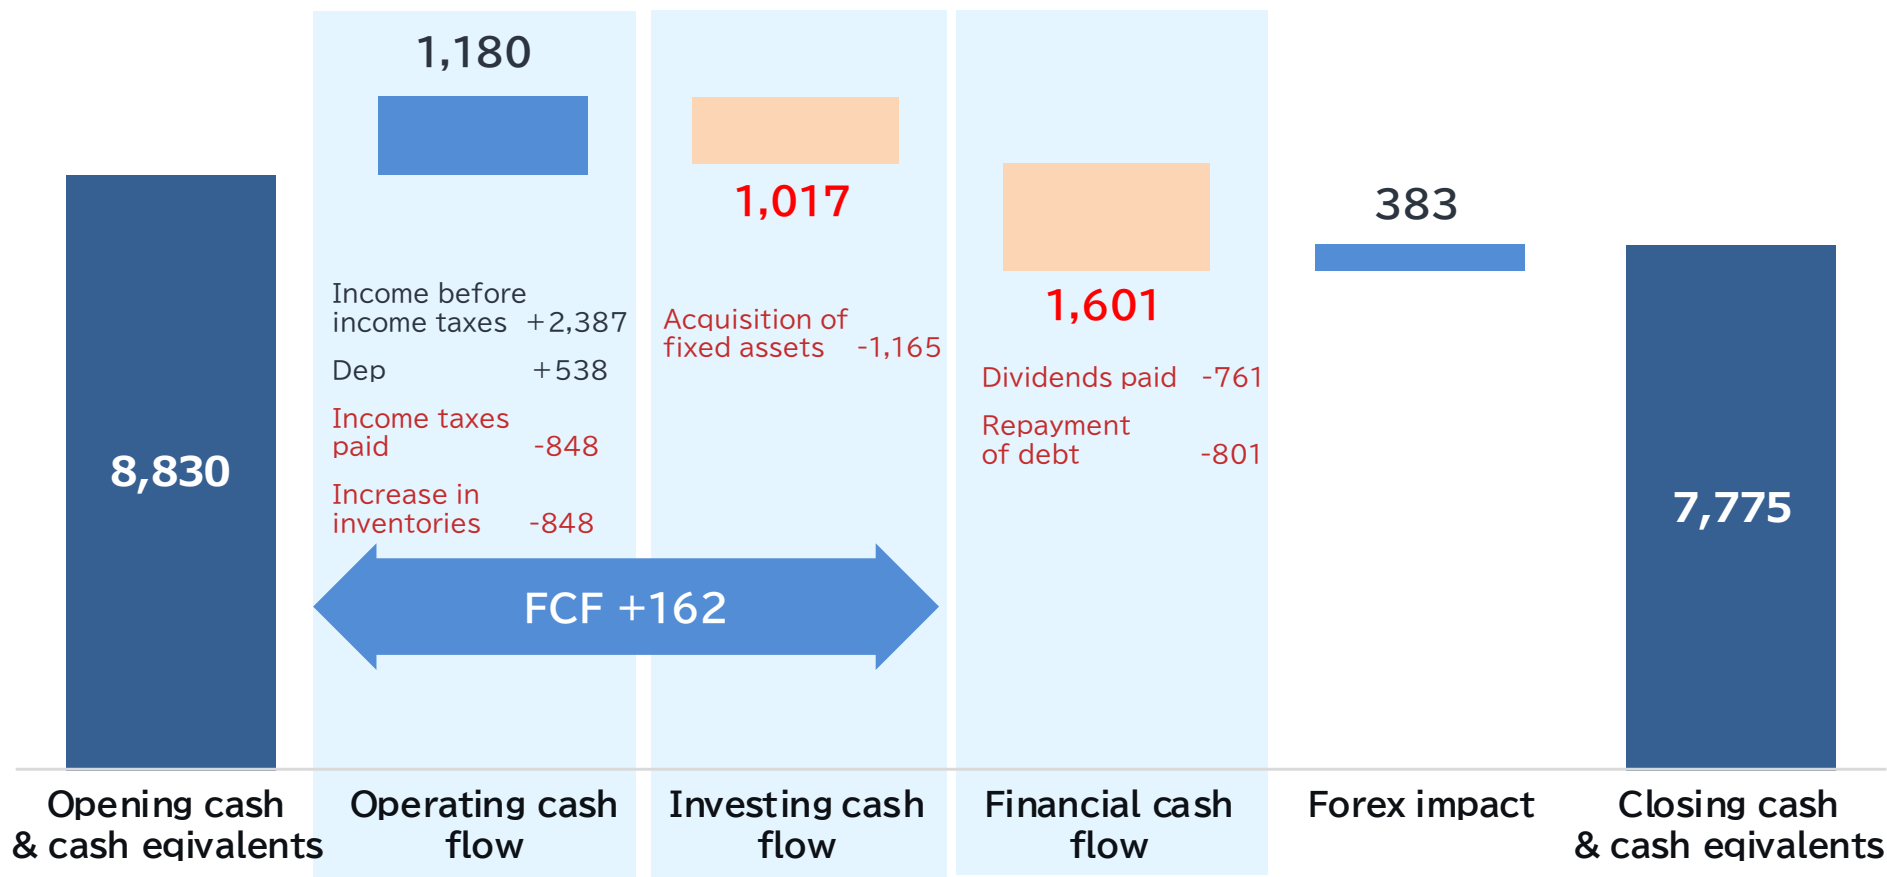 1,180
1,017
1,601
383
Income before
income taxes +2,387
Dep +538
Income taxes
paid -848
Increase in
inventories -848
Acquisition of
fixed assets -1,165
Dividends paid -761
Repayment
of debt -801
8,830
7,775
FCF +162
Opening cash
& cash eqivalents
Operating cash
flow
Investing cash
flow
Financial cash
flow
Forex impact
Closing cash
& cash eqivalents